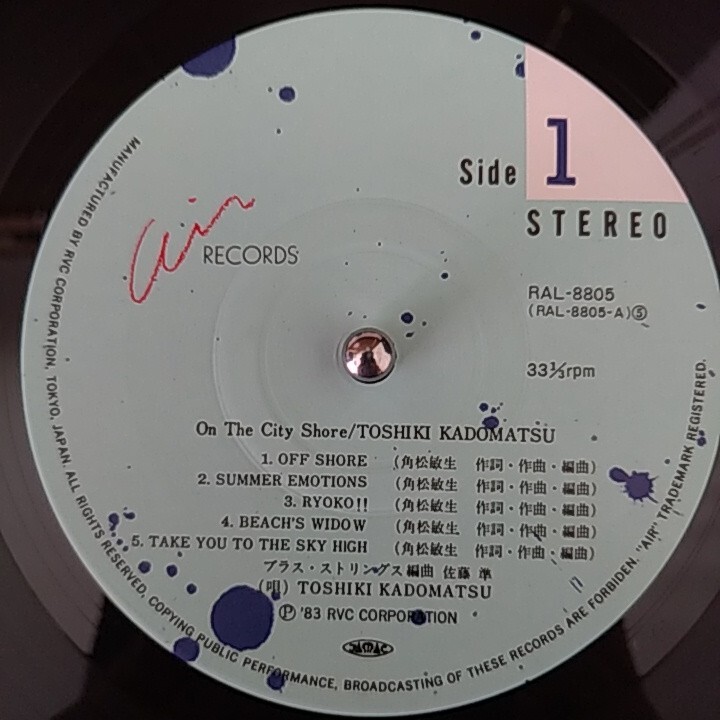 Side 1
STEREO
Air
RECORDS
RAL-8805
(RAL-8805-A)⑤
33⅓rpm
On The City Shore/TOSHIKI KADOMATSU
1. OFF SHORE (角松敏生 作詞・作曲・編曲)
2. SUMMER EMOTIONS (角松敏生 作詞・作曲・編曲)
3. RYOKO!! (角松敏生 作詞・作曲・編曲)
4. BEACH'S WIDOW (角松敏生 作詞・作曲・編曲)
5. TAKE YOU TO THE SKY HIGH (角松敏生 作詞・作曲・編曲)
ブラス・ストリングス編曲 佐藤 準
(唄) TOSHIKI KADOMATSU
Ⓟ '83 RVC CORPORATION
JASRAC
MANUFACTURED BY RVC CORPORATION, TOKYO, JAPAN. ALL RIGHTS RESERVED, COPYING PUBLIC PERFORMANCE, BROADCASTING OF THESE RECORDS ARE FORBIDEN. "AIR" TRADEMARK REGISTERED.